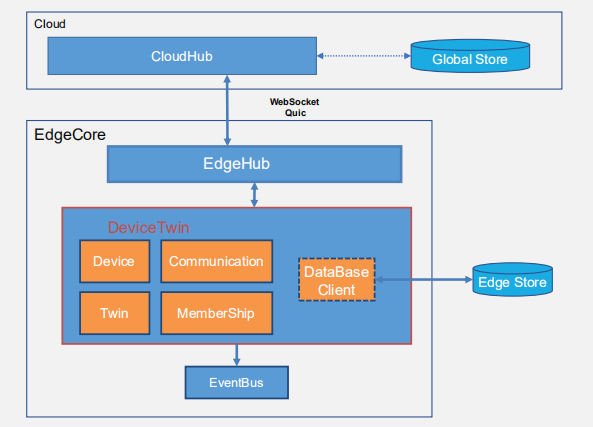 Cloud
CloudHub
Global Store
WebSocket
Quic
EdgeCore
EdgeHub
DeviceTwin
Device
Communication
DataBase
Client
Edge Store
Twin
MemberShip
EventBus